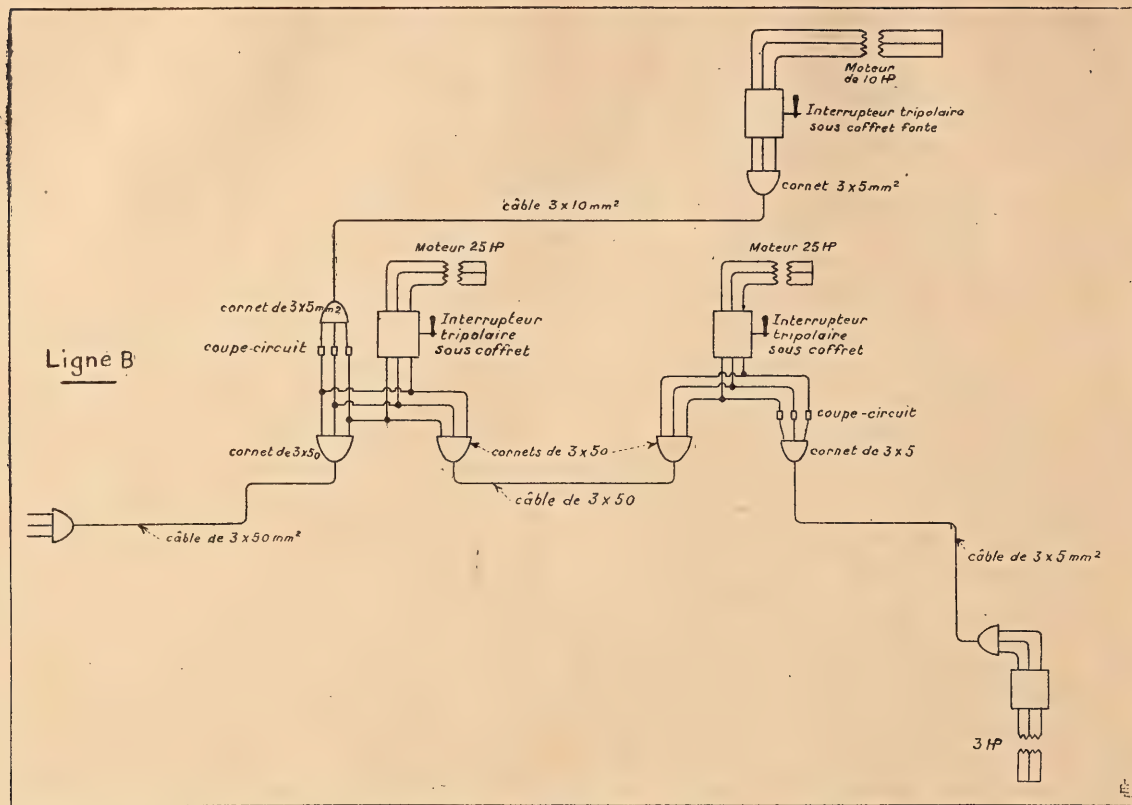 Moteur
de 10 HP
Interrupteur tripolaire
sous coffret fonte
cornet 3x5mm²
câble 3x10mm²
Moteur 25 HP
Moteur 25 HP
cornet de 3x5mm²
Interrupteur
tripolaire
sous coffret
Interrupteur
tripolaire
sous coffret
coupe-circuit
Ligne B
coupe-circuit
cornet de 3x50
cornets de 3x50
cornet de 3x5
câble de 3x50
câble de 3x50mm²
câble de 3x5mm²
3 HP